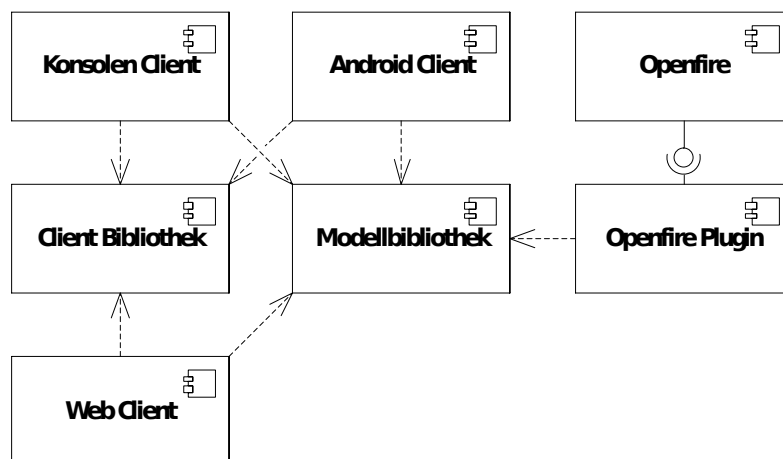 Konsolen Client
Android Client
Openfire
Client Bibliothek
Modellbibliothek
Openfire Plugin
Web Client